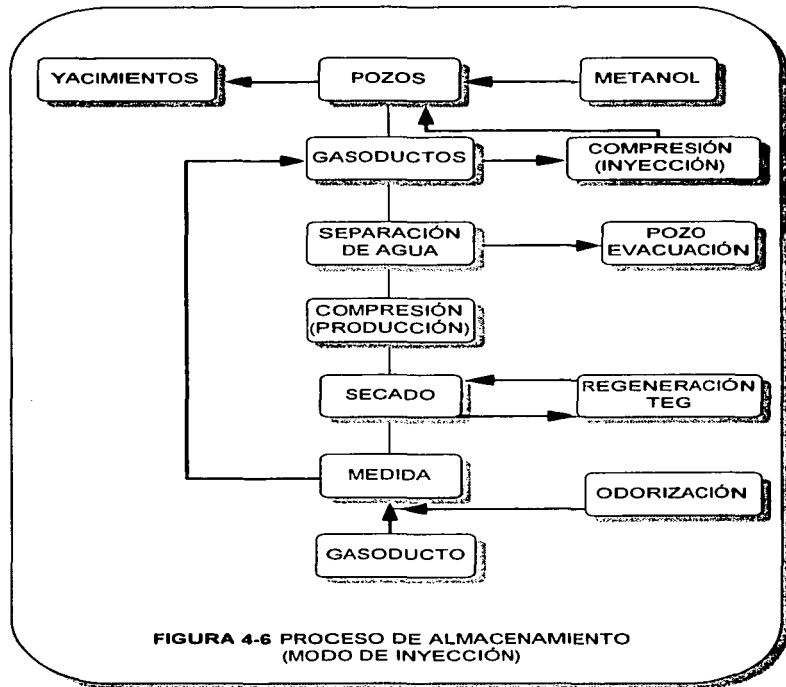 YACIMIENTOS
POZOS
METANOL
GASODUCTOS
COMPRESIÓN
(INYECCIÓN)
SEPARACIÓN
DE AGUA
POZO
EVACUACIÓN
COMPRESIÓN
(PRODUCCIÓN)
SECADO
REGENERACIÓN
TEG
MEDIDA
ODORIZACIÓN
GASODUCTO
FIGURA 4-6 PROCESO DE ALMACENAMIENTO
(MODO DE INYECCIÓN)